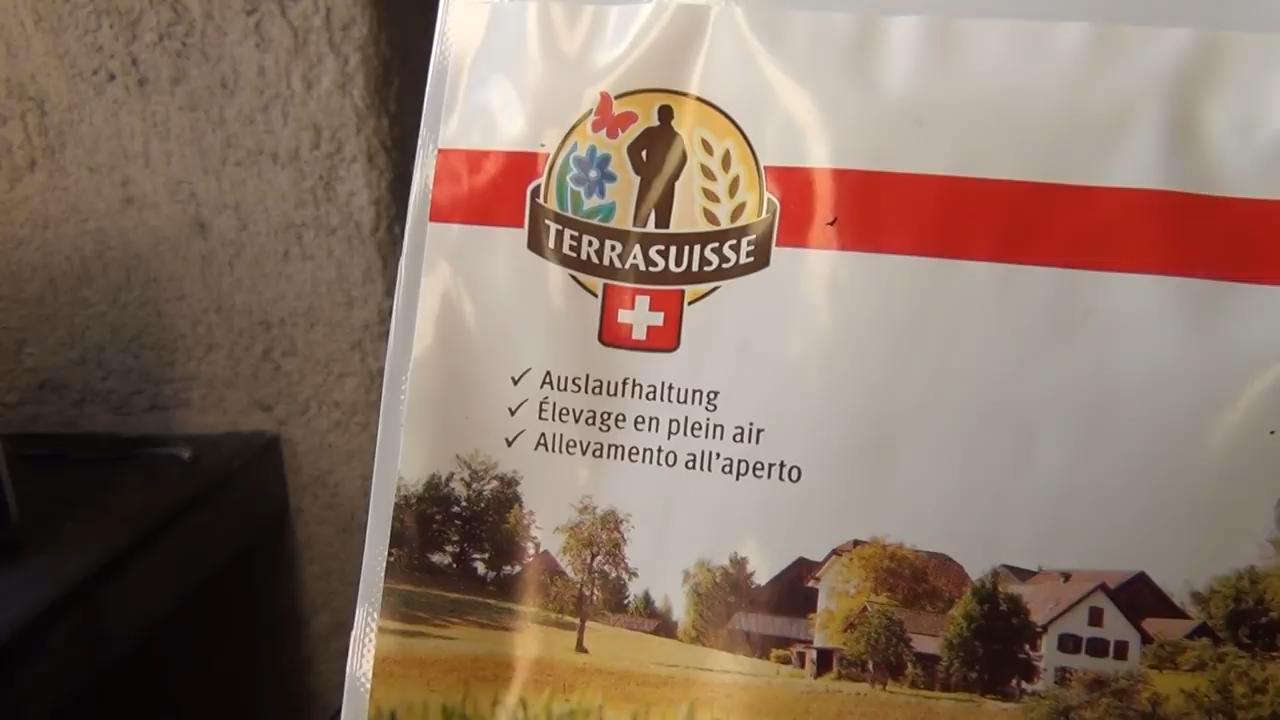 TERRASUISSE
✓ Auslaufhaltung
✓ Élevage en plein air
✓ Allevamento all'aperto